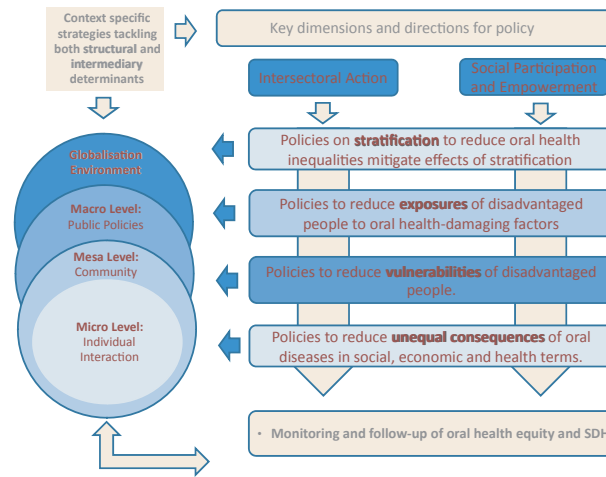 Context specific
strategies tackling
both structural and
intermediary
determinants
Key dimensions and directions for policy
Intersectoral Action
Social Participation
and Empowerment
Globalisation
Environment
Macro Level:
Public Policies
Mesa Level:
Community
Micro Level:
Individual
Interaction
Policies on stratification to reduce oral health
inequalities mitigate effects of stratification
Policies to reduce exposures of disadvantaged
people to oral health-damaging factors
Policies to reduce vulnerabilities of disadvantaged
people.
Policies to reduce unequal consequences of oral
diseases in social, economic and health terms.
• Monitoring and follow-up of oral health equity and SDH